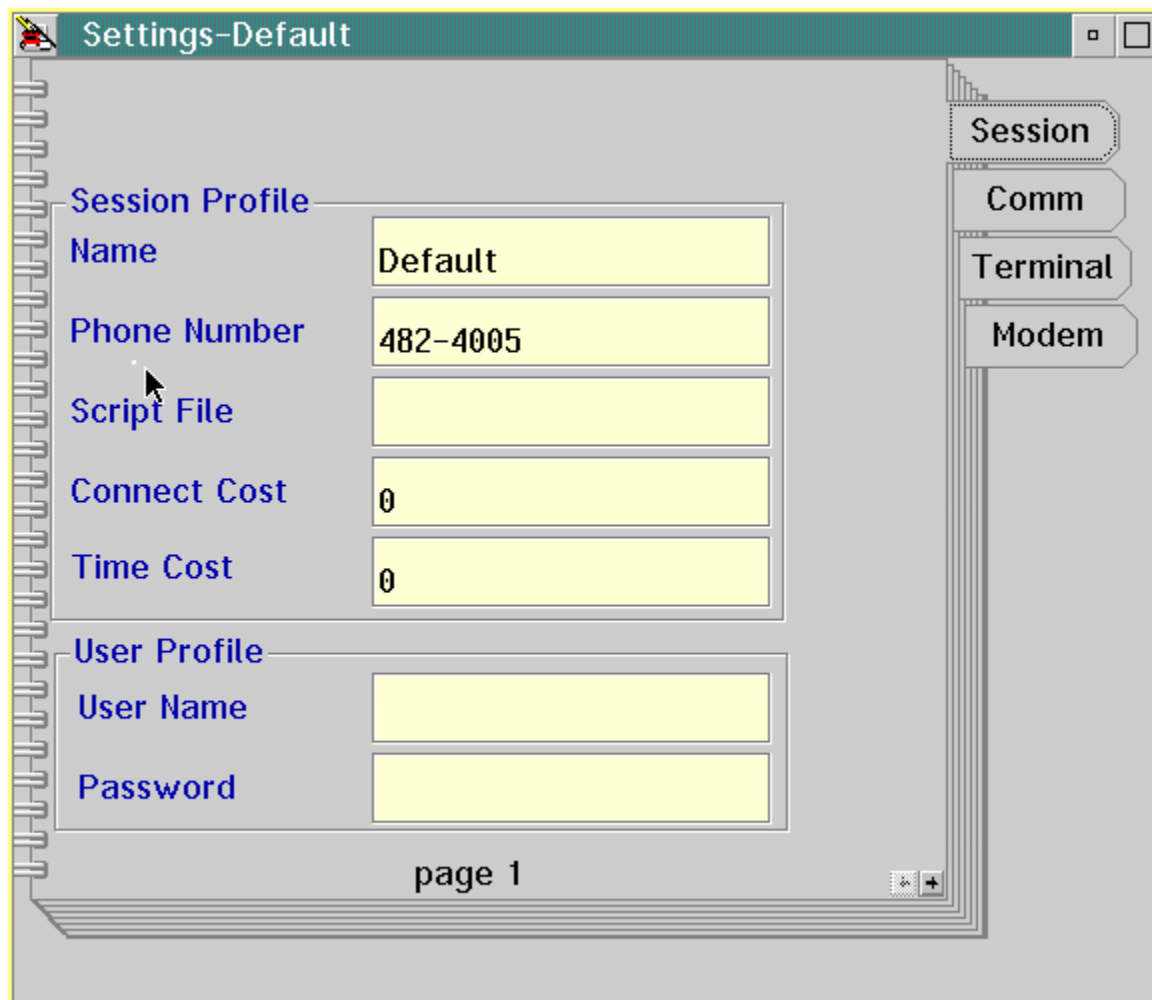 Settings-Default
Session
Comm
Terminal
Modem
Session Profile
Name Default
Phone Number 482-4005
Script File
Connect Cost 0
Time Cost 0
User Profile
User Name
Password
page 1